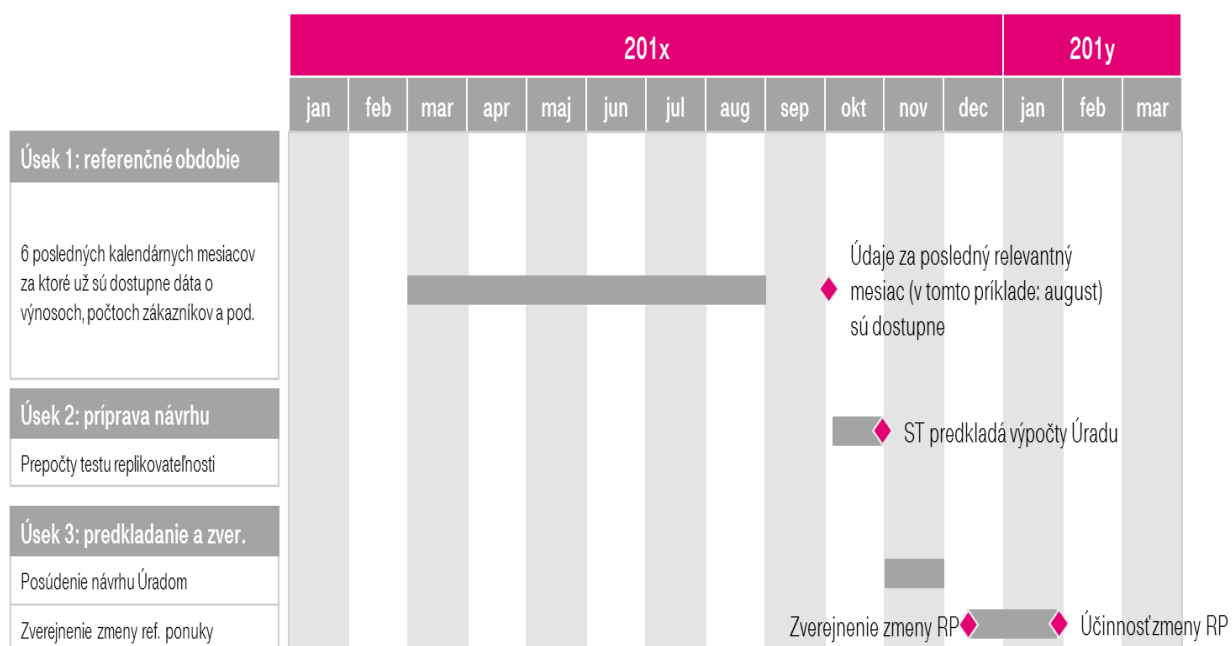 201x 201y
jan feb mar apr maj jun jul aug sep okt nov dec jan feb mar
Úsek 1: referenčné obdobie
6 posledných kalendárnych mesiacov
za ktoré už sú dostupne dáta o
výnosoch, počtoch zákazníkov a pod.
Údaje za posledný relevantný
mesiac (v tomto príklade: august)
sú dostupne
Úsek 2: príprava návrhu
Prepočty testu replikovateľnosti
ST predkladá výpočty Úradu
Úsek 3: predkladanie a zver.
Posúdenie návrhu Úradom
Zverejnenie zmeny ref. ponuky
Zverejnenie zmeny RP
Účinnosť zmeny RP